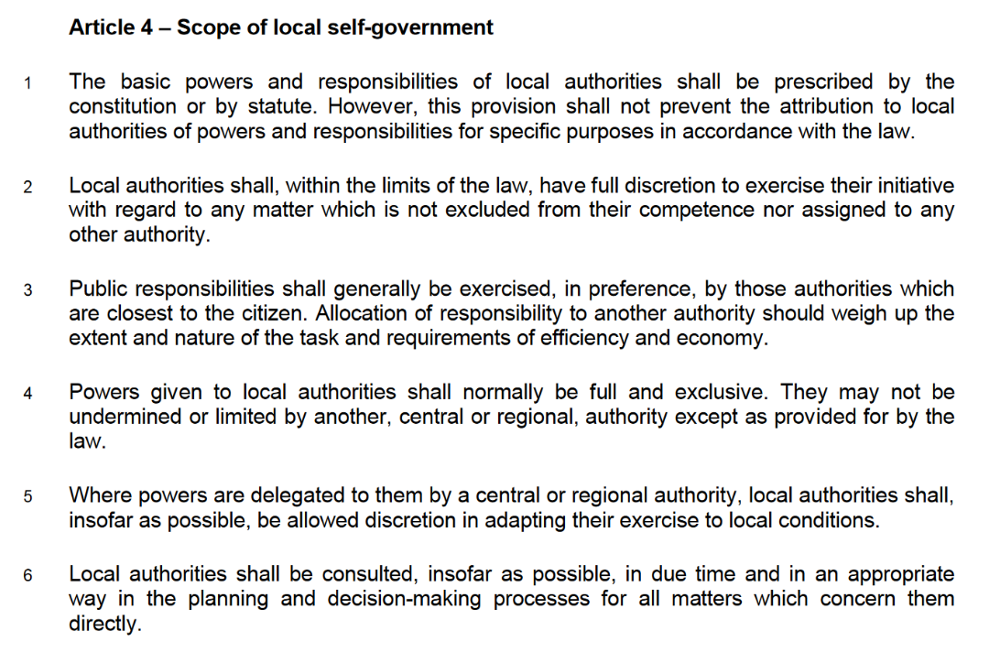 Article 4 – Scope of local self-government
1 The basic powers and responsibilities of local authorities shall be prescribed by the
constitution or by statute. However, this provision shall not prevent the attribution to local
authorities of powers and responsibilities for specific purposes in accordance with the law.
2 Local authorities shall, within the limits of the law, have full discretion to exercise their initiative
with regard to any matter which is not excluded from their competence nor assigned to any
other authority.
3 Public responsibilities shall generally be exercised, in preference, by those authorities which
are closest to the citizen. Allocation of responsibility to another authority should weigh up the
extent and nature of the task and requirements of efficiency and economy.
4 Powers given to local authorities shall normally be full and exclusive. They may not be
undermined or limited by another, central or regional, authority except as provided for by the
law.
5 Where powers are delegated to them by a central or regional authority, local authorities shall,
insofar as possible, be allowed discretion in adapting their exercise to local conditions.
6 Local authorities shall be consulted, insofar as possible, in due time and in an appropriate
way in the planning and decision-making processes for all matters which concern them
directly.